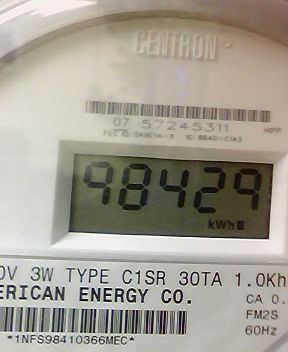 CENTRON
07 57245311
98429
kWh
0V 3W TYPE C1SR 30TA 1.0Kh
ERICAN ENERGY CO.
CA 0.
FM2S
60Hz
*1NFS98410366MEC*